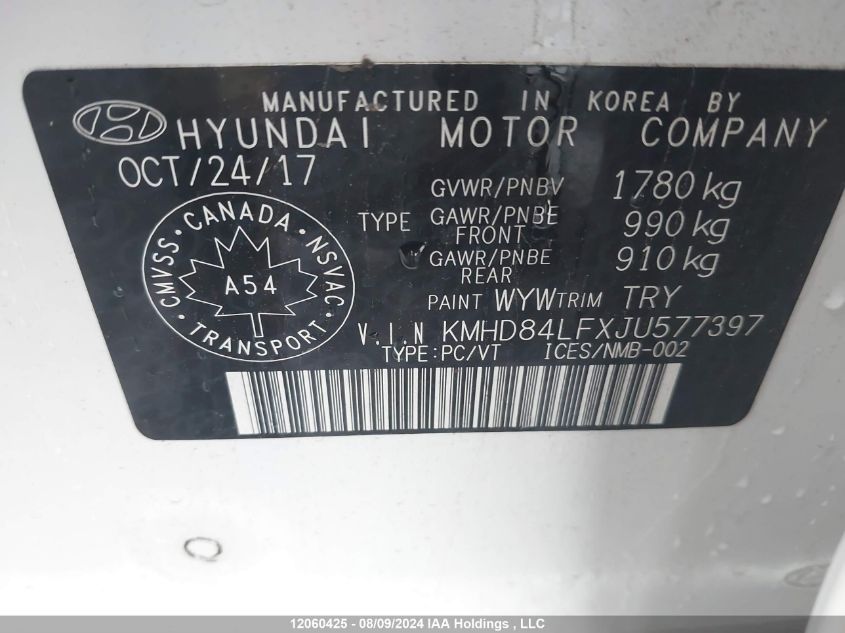 MANUFACTURED IN KOREA BY
HYUNDAI MOTOR COMPANY
OCT/24/17
GVWR/PNBV 1780 kg
TYPE GAWR/PNBE FRONT 990 kg
GAWR/PNBE REAR 910 kg
CMVSS • CANADA • NSVAC • TRANSPORT •
A54
PAINT WYW TRIM TRY
V.I.N KMHD84LFXJU577397
TYPE:PC/VT ICES/NMB-002
12060425 - 08/09/2024 IAA Holdings , LLC